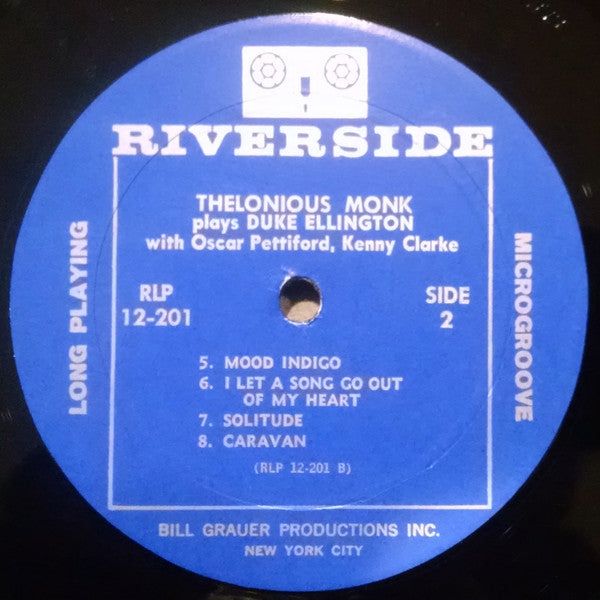 RIVERSIDE
THELONIOUS MONK
plays DUKE ELLINGTON
with Oscar Pettiford, Kenny Clarke
LONG PLAYING
MICROGROOVE
RLP
12-201
SIDE
2
5. MOOD INDIGO
6. I LET A SONG GO OUT
OF MY HEART
7. SOLITUDE
8. CARAVAN
(RLP 12-201 B)
BILL GRAUER PRODUCTIONS INC.
NEW YORK CITY